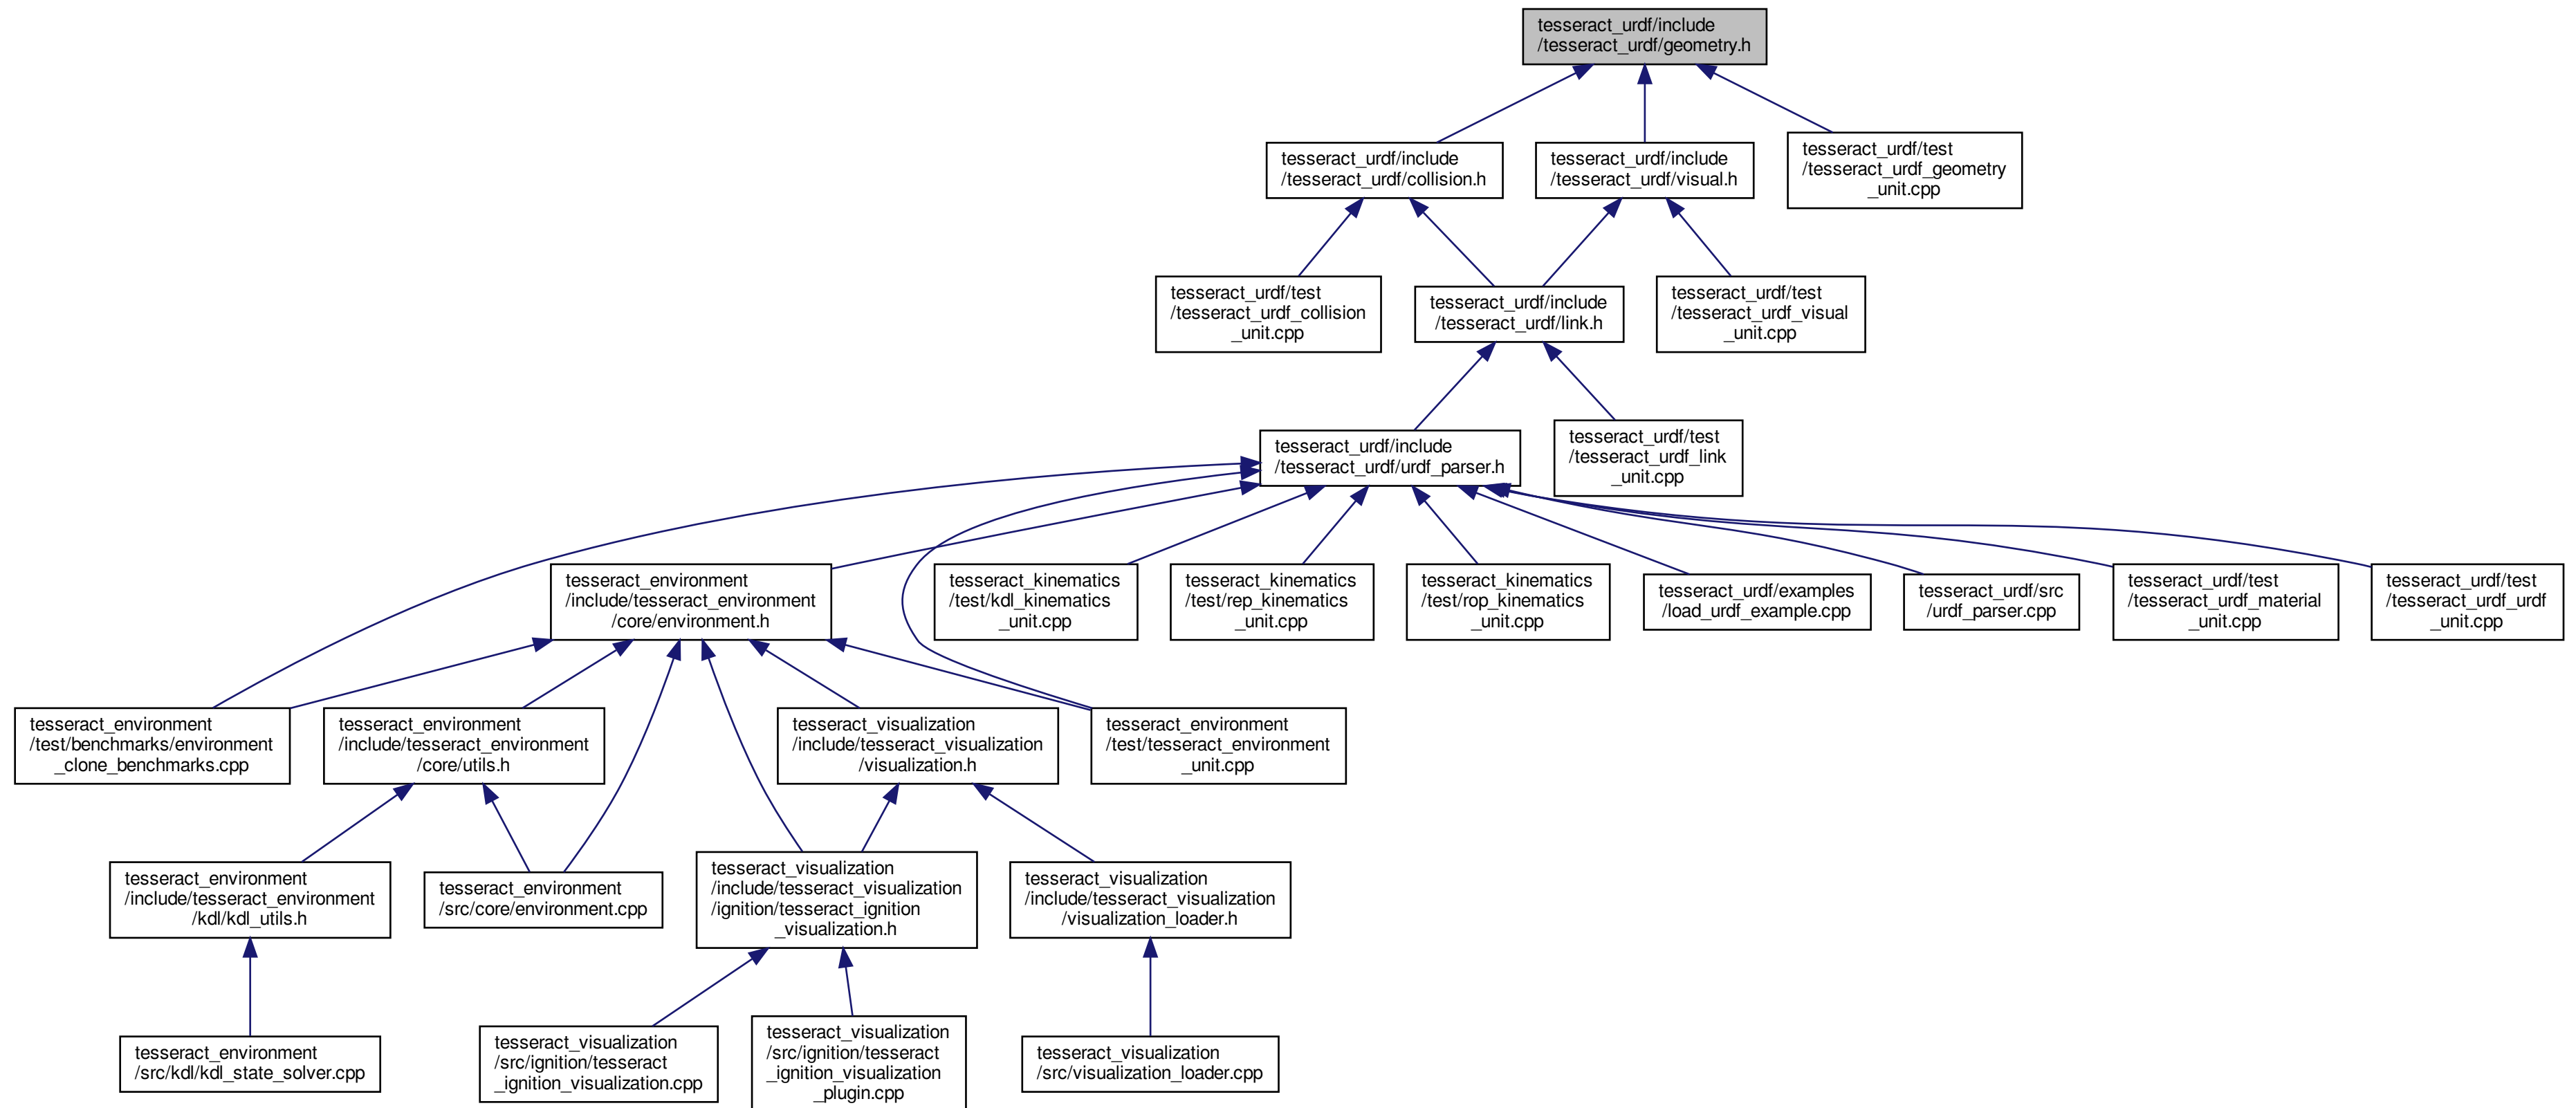 tesseract_urdf/include
/tesseract_urdf/geometry.h
tesseract_urdf/include
/tesseract_urdf/collision.h
tesseract_urdf/include
/tesseract_urdf/visual.h
tesseract_urdf/test
/tesseract_urdf_geometry
_unit.cpp
tesseract_urdf/test
/tesseract_urdf_collision
_unit.cpp
tesseract_urdf/include
/tesseract_urdf/link.h
tesseract_urdf/test
/tesseract_urdf_visual
_unit.cpp
tesseract_urdf/include
/tesseract_urdf/urdf_parser.h
tesseract_urdf/test
/tesseract_urdf_link
_unit.cpp
tesseract_environment
/include/tesseract_environment
/core/environment.h
tesseract_kinematics
/test/kdl_kinematics
_unit.cpp
tesseract_kinematics
/test/rep_kinematics
_unit.cpp
tesseract_kinematics
/test/rop_kinematics
_unit.cpp
tesseract_urdf/examples
/load_urdf_example.cpp
tesseract_urdf/src
/urdf_parser.cpp
tesseract_urdf/test
/tesseract_urdf_material
_unit.cpp
tesseract_urdf/test
/tesseract_urdf_urdf
_unit.cpp
tesseract_environment
/test/benchmarks/environment
_clone_benchmarks.cpp
tesseract_environment
/include/tesseract_environment
/core/utils.h
tesseract_visualization
/include/tesseract_visualization
/visualization.h
tesseract_environment
/test/tesseract_environment
_unit.cpp
tesseract_environment
/include/tesseract_environment
/kdl/kdl_utils.h
tesseract_environment
/src/core/environment.cpp
tesseract_visualization
/include/tesseract_visualization
/ignition/tesseract_ignition
_visualization.h
tesseract_visualization
/include/tesseract_visualization
/visualization_loader.h
tesseract_environment
/src/kdl/kdl_state_solver.cpp
tesseract_visualization
/src/ignition/tesseract
_ignition_visualization.cpp
tesseract_visualization
/src/ignition/tesseract
_ignition_visualization
_plugin.cpp
tesseract_visualization
/src/visualization_loader.cpp